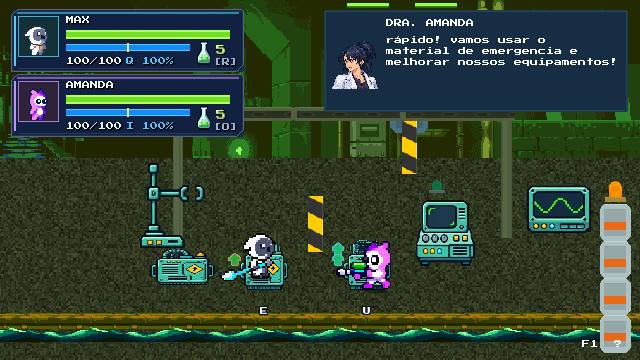 MAX
5
100/100 Q 100%
[R]
AMANDA
5
100/100 I 100%
[O]
DRA. AMANDA
rápido! vamos usar o
material de emergencia e
melhorar nossos equipamentos!
E
U
F1 ?